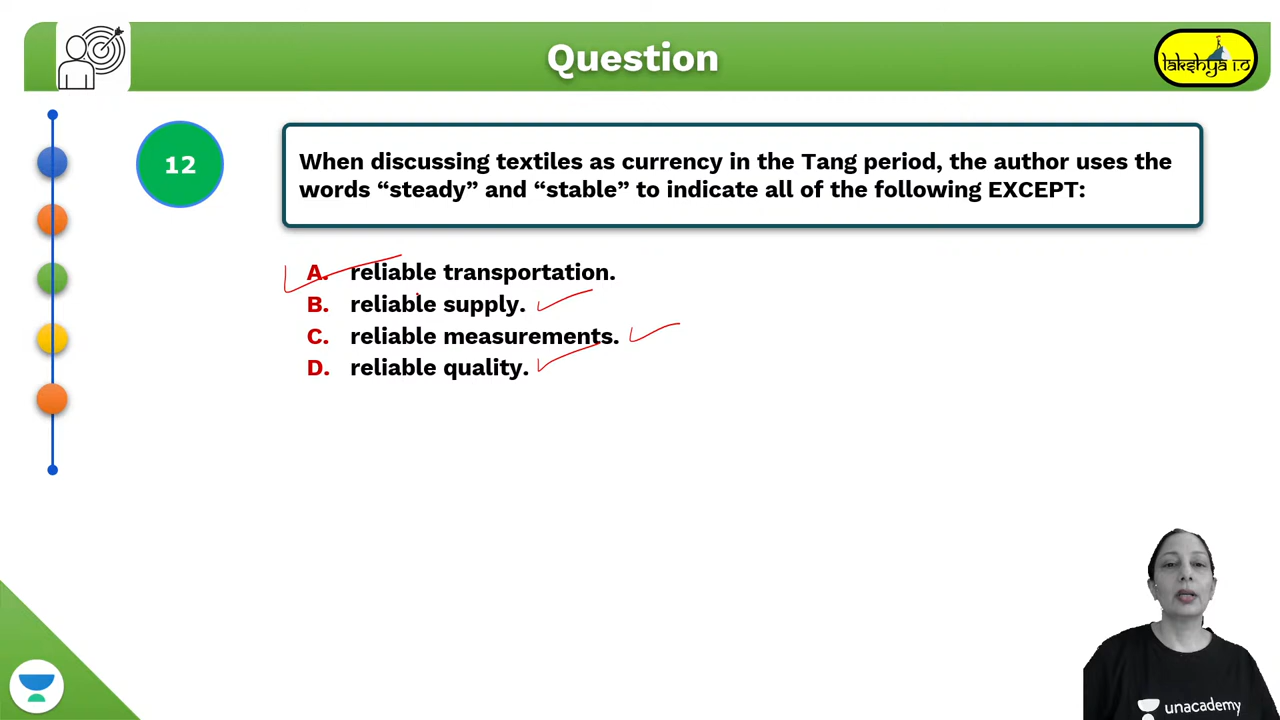 Question
lakshya 1.0
12
When discussing textiles as currency in the Tang period, the author uses the
words “steady” and “stable” to indicate all of the following EXCEPT:
A. reliable transportation.
B. reliable supply.
C. reliable measurements.
D. reliable quality.
unacademy